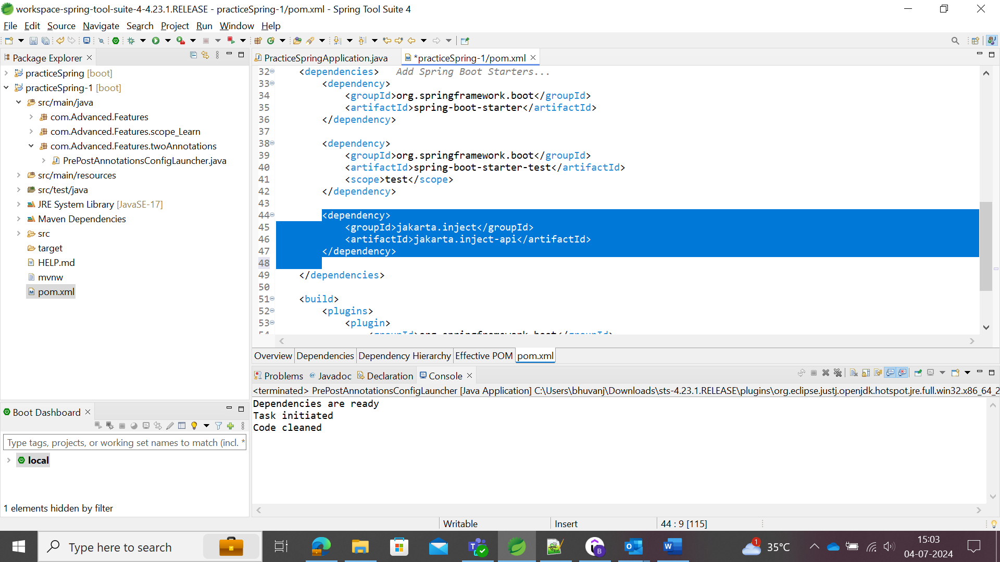 workspace-spring-tool-suite-4-4.23.1.RELEASE - practiceSpring-1/pom.xml - Spring Tool Suite 4
File Edit Source Navigate Search Project Run Window Help
Package Explorer
practiceSpring [boot]
practiceSpring-1 [boot]
src/main/java
com.Advanced.Features
com.Advanced.Features.scope_Learn
com.Advanced.Features.twoAnnotations
PrePostAnnotationsConfigLauncher.java
src/main/resources
src/test/java
JRE System Library [JavaSE-17]
Maven Dependencies
src
target
HELP.md
mvnw
pom.xml
Boot Dashboard
Type tags, projects, or working set names to match (incl. *
local
1 elements hidden by filter
PracticeSpringApplication.java *practiceSpring-1/pom.xml
32 <dependencies> Add Spring Boot Starters...
33 <dependency>
34 <groupId>org.springframework.boot</groupId>
35 <artifactId>spring-boot-starter</artifactId>
36 </dependency>
37
38 <dependency>
39 <groupId>org.springframework.boot</groupId>
40 <artifactId>spring-boot-starter-test</artifactId>
41 <scope>test</scope>
42 </dependency>
43
44 <dependency>
45 <groupId>jakarta.inject</groupId>
46 <artifactId>jakarta.inject-api</artifactId>
47 </dependency>
48
49 </dependencies>
50
51 <build>
52 <plugins>
53 <plugin>
54 <groupId>org.springframework.boot</groupId>
Overview Dependencies Dependency Hierarchy Effective POM pom.xml
Problems Javadoc Declaration Console
<terminated> PrePostAnnotationsConfigLauncher [Java Application] C:\Users\bhuvanj\Downloads\sts-4.23.1.RELEASE\plugins\org.eclipse.justj.openjdk.hotspot.jre.full.win32.x86_64_2
Dependencies are ready
Task initiated
Code cleaned
Writable Insert 44 : 9 [115]
Type here to search
B
1
35°C
15:03
04-07-2024